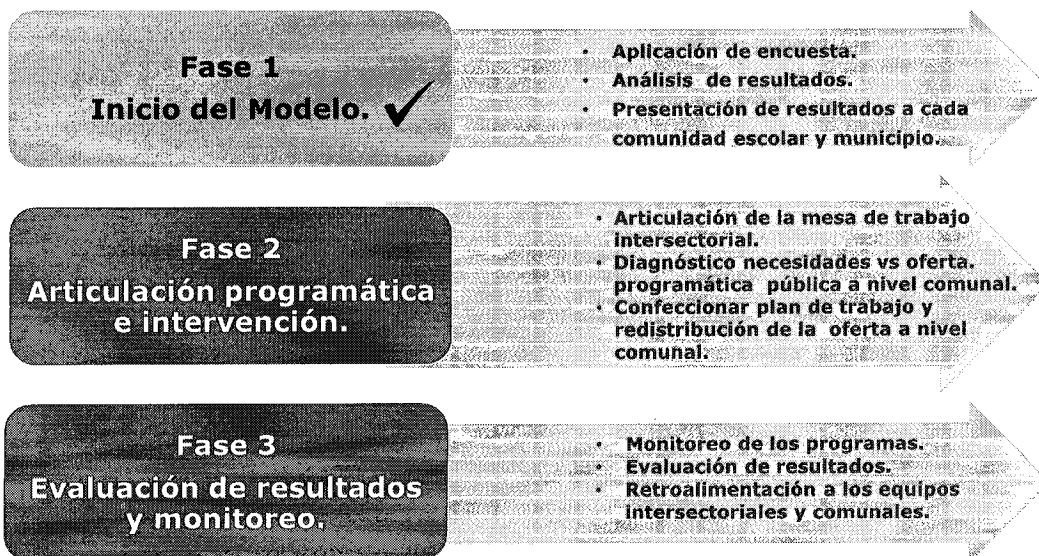 Fase 1
Inicio del Modelo. ✓
· Aplicación de encuesta.
· Análisis de resultados.
· Presentación de resultados a cada
comunidad escolar y municipio.
Fase 2
Articulación programática
e intervención.
· Articulación de la mesa de trabajo
intersectorial.
· Diagnóstico necesidades vs oferta.
programática pública a nivel comunal.
· Confeccionar plan de trabajo y
redistribución de la oferta a nivel
comunal.
Fase 3
Evaluación de resultados
y monitoreo.
· Monitoreo de los programas.
· Evaluación de resultados.
· Retroalimentación a los equipos
intersectoriales y comunales.